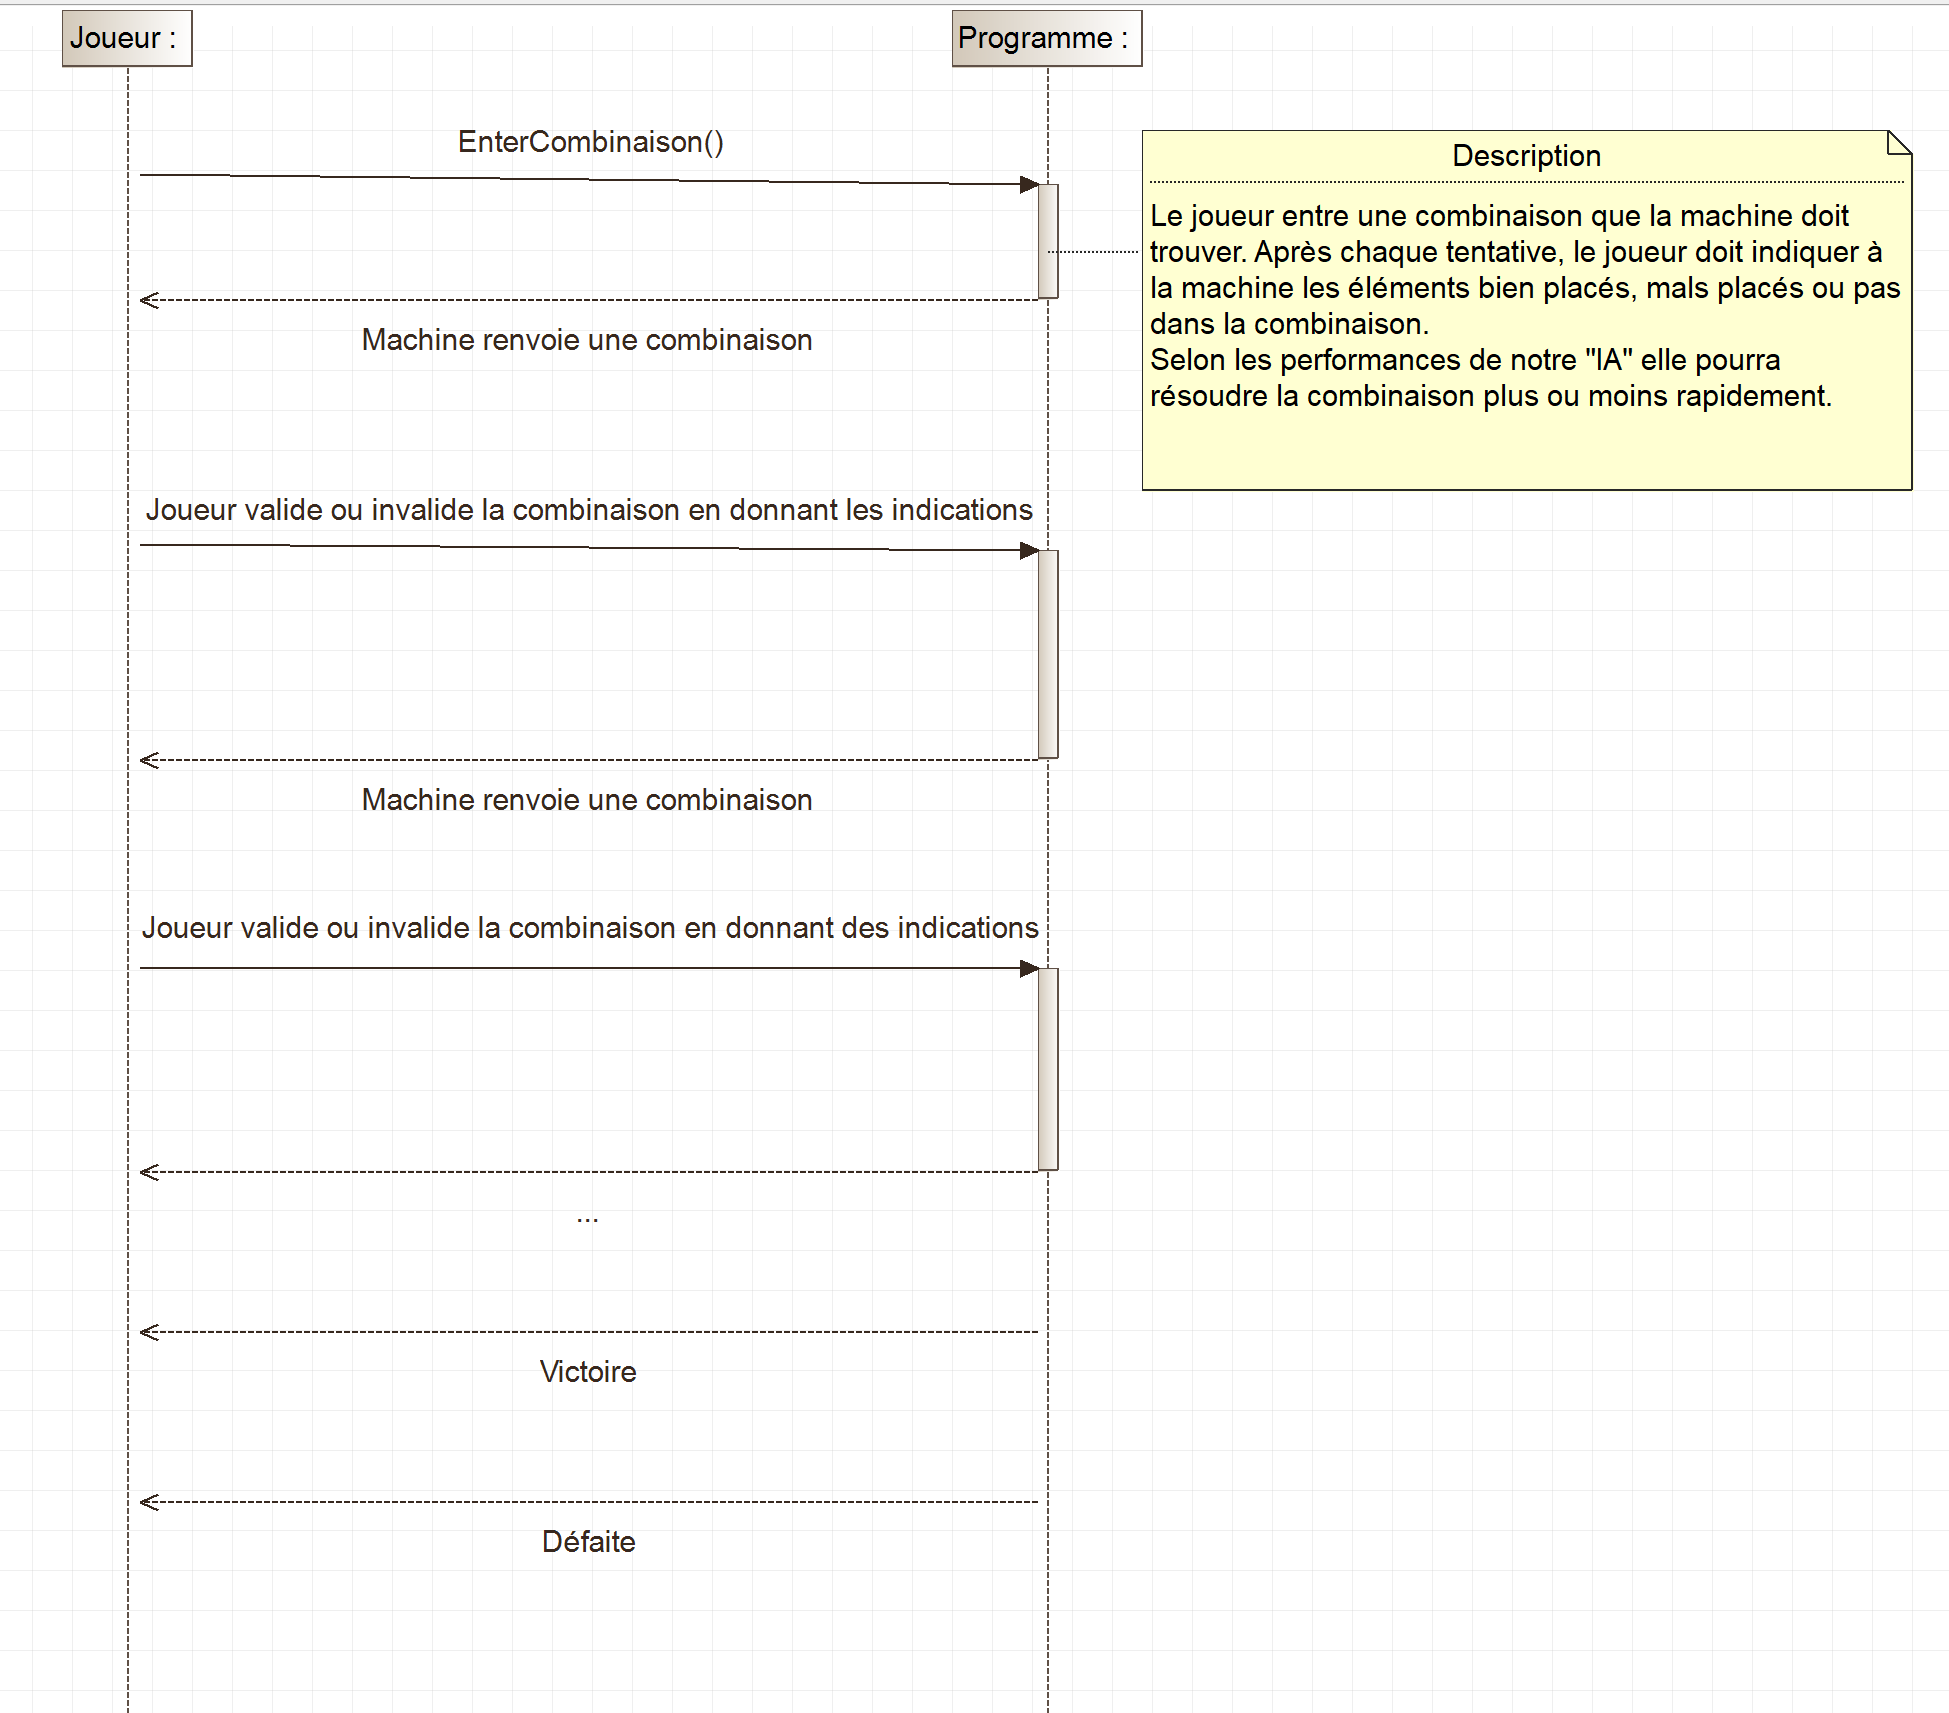 Joueur :
Programme :
EnterCombinaison()
Description
Le joueur entre une combinaison que la machine doit
trouver. Après chaque tentative, le joueur doit indiquer à
la machine les éléments bien placés, mals placés ou pas
dans la combinaison.
Selon les performances de notre "IA" elle pourra
résoudre la combinaison plus ou moins rapidement.
Machine renvoie une combinaison
Joueur valide ou invalide la combinaison en donnant les indications
Machine renvoie une combinaison
Joueur valide ou invalide la combinaison en donnant des indications
...
Victoire
Défaite